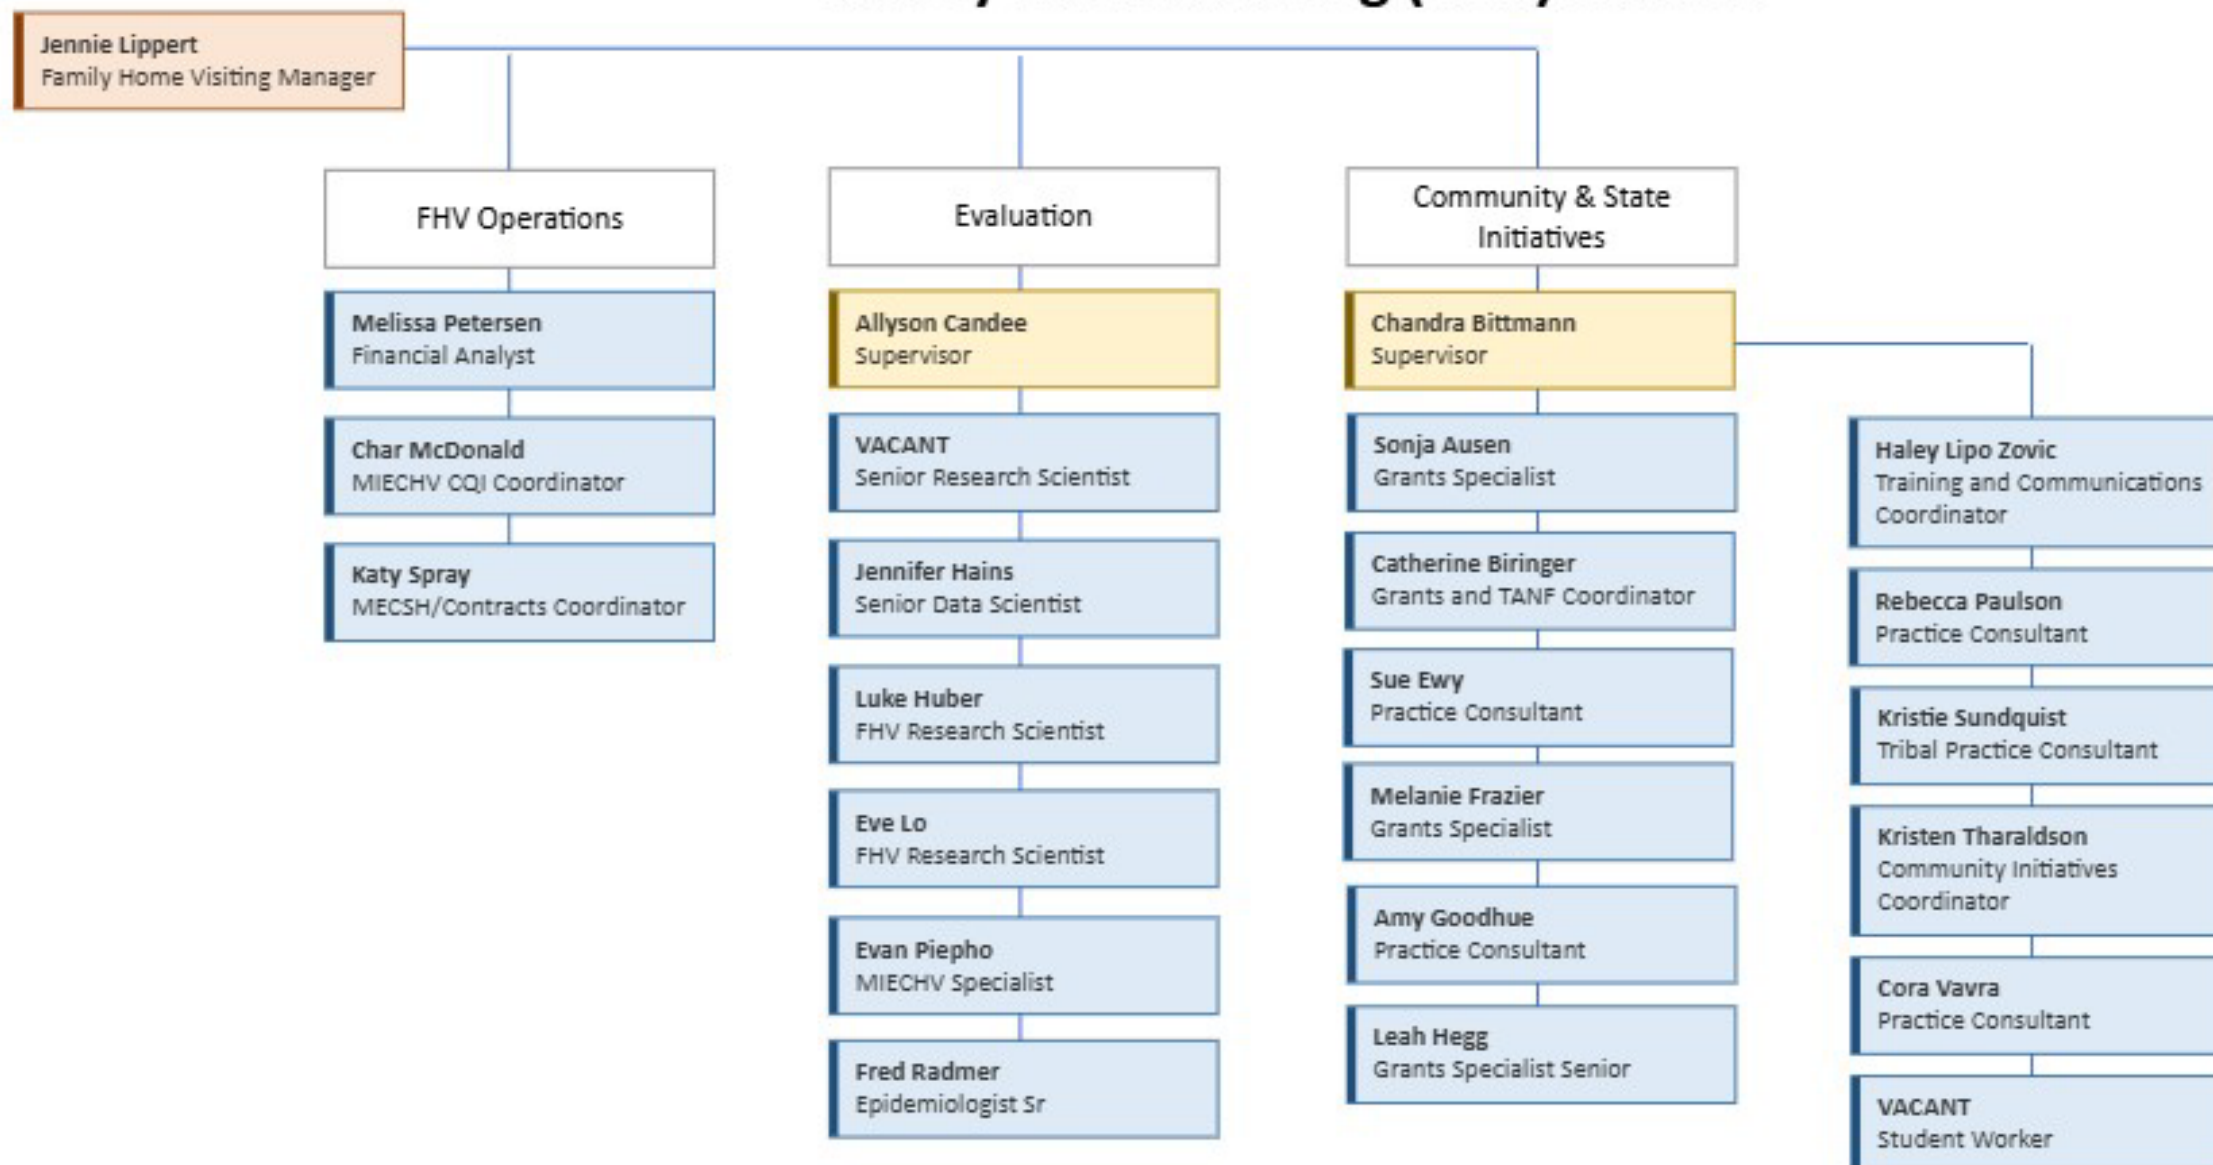 Jennie Lippert
Family Home Visiting Manager
FHV Operations
Melissa Petersen
Financial Analyst
Char McDonald
MIECHV CQI Coordinator
Katy Spray
MECSH/Contracts Coordinator
Evaluation
Allyson Candee
Supervisor
VACANT
Senior Research Scientist
Jennifer Hains
Senior Data Scientist
Luke Huber
FHV Research Scientist
Eve Lo
FHV Research Scientist
Evan Piepho
MIECHV Specialist
Fred Radmer
Epidemiologist Sr
Community & State
Initiatives
Chandra Bittmann
Supervisor
Sonja Ausen
Grants Specialist
Catherine Biringer
Grants and TANF Coordinator
Sue Ewy
Practice Consultant
Melanie Frazier
Grants Specialist
Amy Goodhue
Practice Consultant
Leah Hegg
Grants Specialist Senior
Haley Lipo Zovic
Training and Communications
Coordinator
Rebecca Paulson
Practice Consultant
Kristie Sundquist
Tribal Practice Consultant
Kristen Tharaldson
Community Initiatives
Coordinator
Cora Vavra
Practice Consultant
VACANT
Student Worker